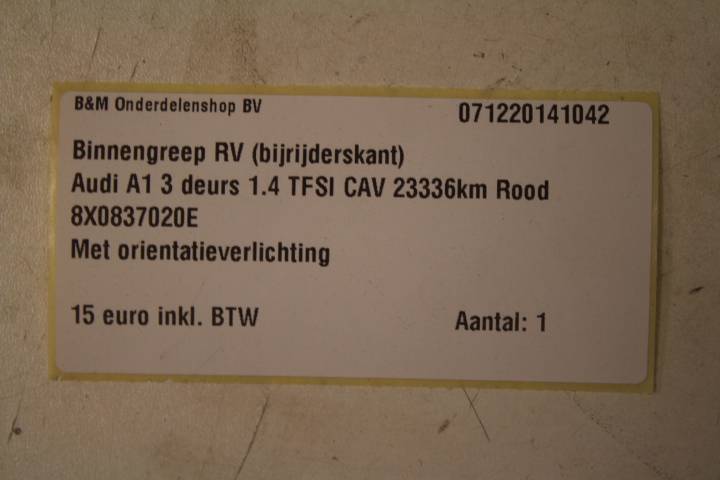 B&M Onderdelenshop BV 071220141042
Binnengreep RV (bijrijderskant)
Audi A1 3 deurs 1.4 TFSI CAV 23336km Rood
8X0837020E
Met orientatieverlichting
15 euro inkl. BTW Aantal: 1